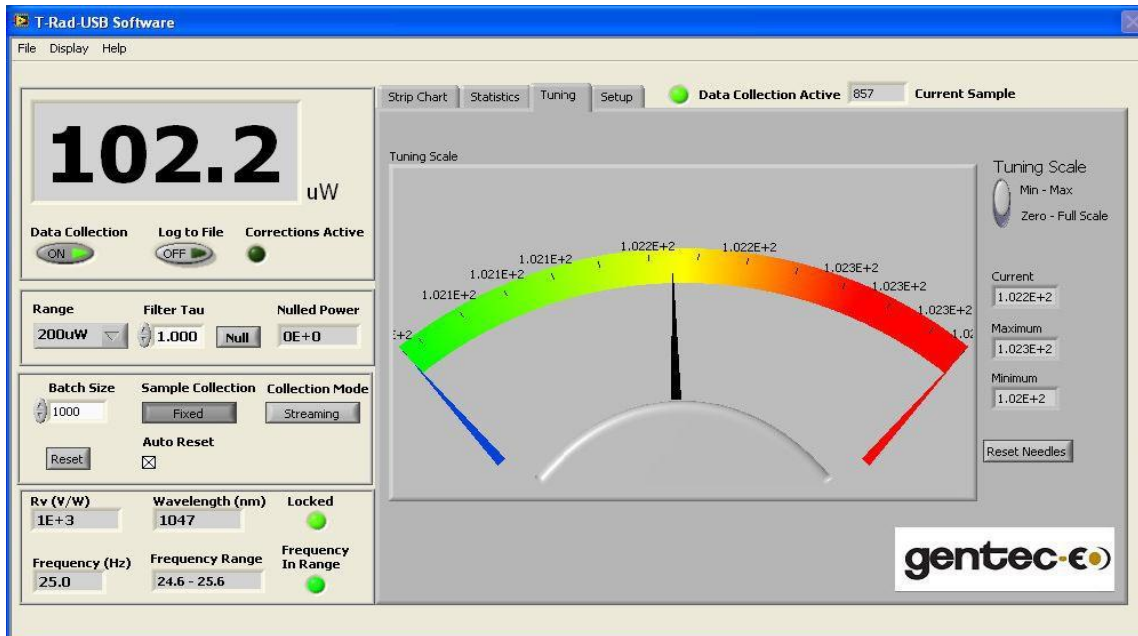 T-Rad-USB Software
File Display Help
102.2
uW
Data Collection Log to File Corrections Active
ON OFF
Range Filter Tau Nulled Power
200uW 1.000 Null 0E+0
Batch Size Sample Collection Collection Mode
1000 Fixed Streaming
Auto Reset
Reset
Rv (V/W) Wavelength (nm) Locked
1E+3 1047
Frequency (Hz) Frequency Range Frequency In Range
25.0 24.6 - 25.6
Strip Chart Statistics Tuning Setup Data Collection Active 857 Current Sample
Tuning Scale
:+2
1.021E+2
1.021E+2
1.021E+2
1.022E+2
1.022E+2
1.023E+2
1.023E+2
1.023E+2
1.02
Tuning Scale
Min - Max
Zero - Full Scale
Current
1.022E+2
Maximum
1.023E+2
Minimum
1.02E+2
Reset Needles
gentec-EO